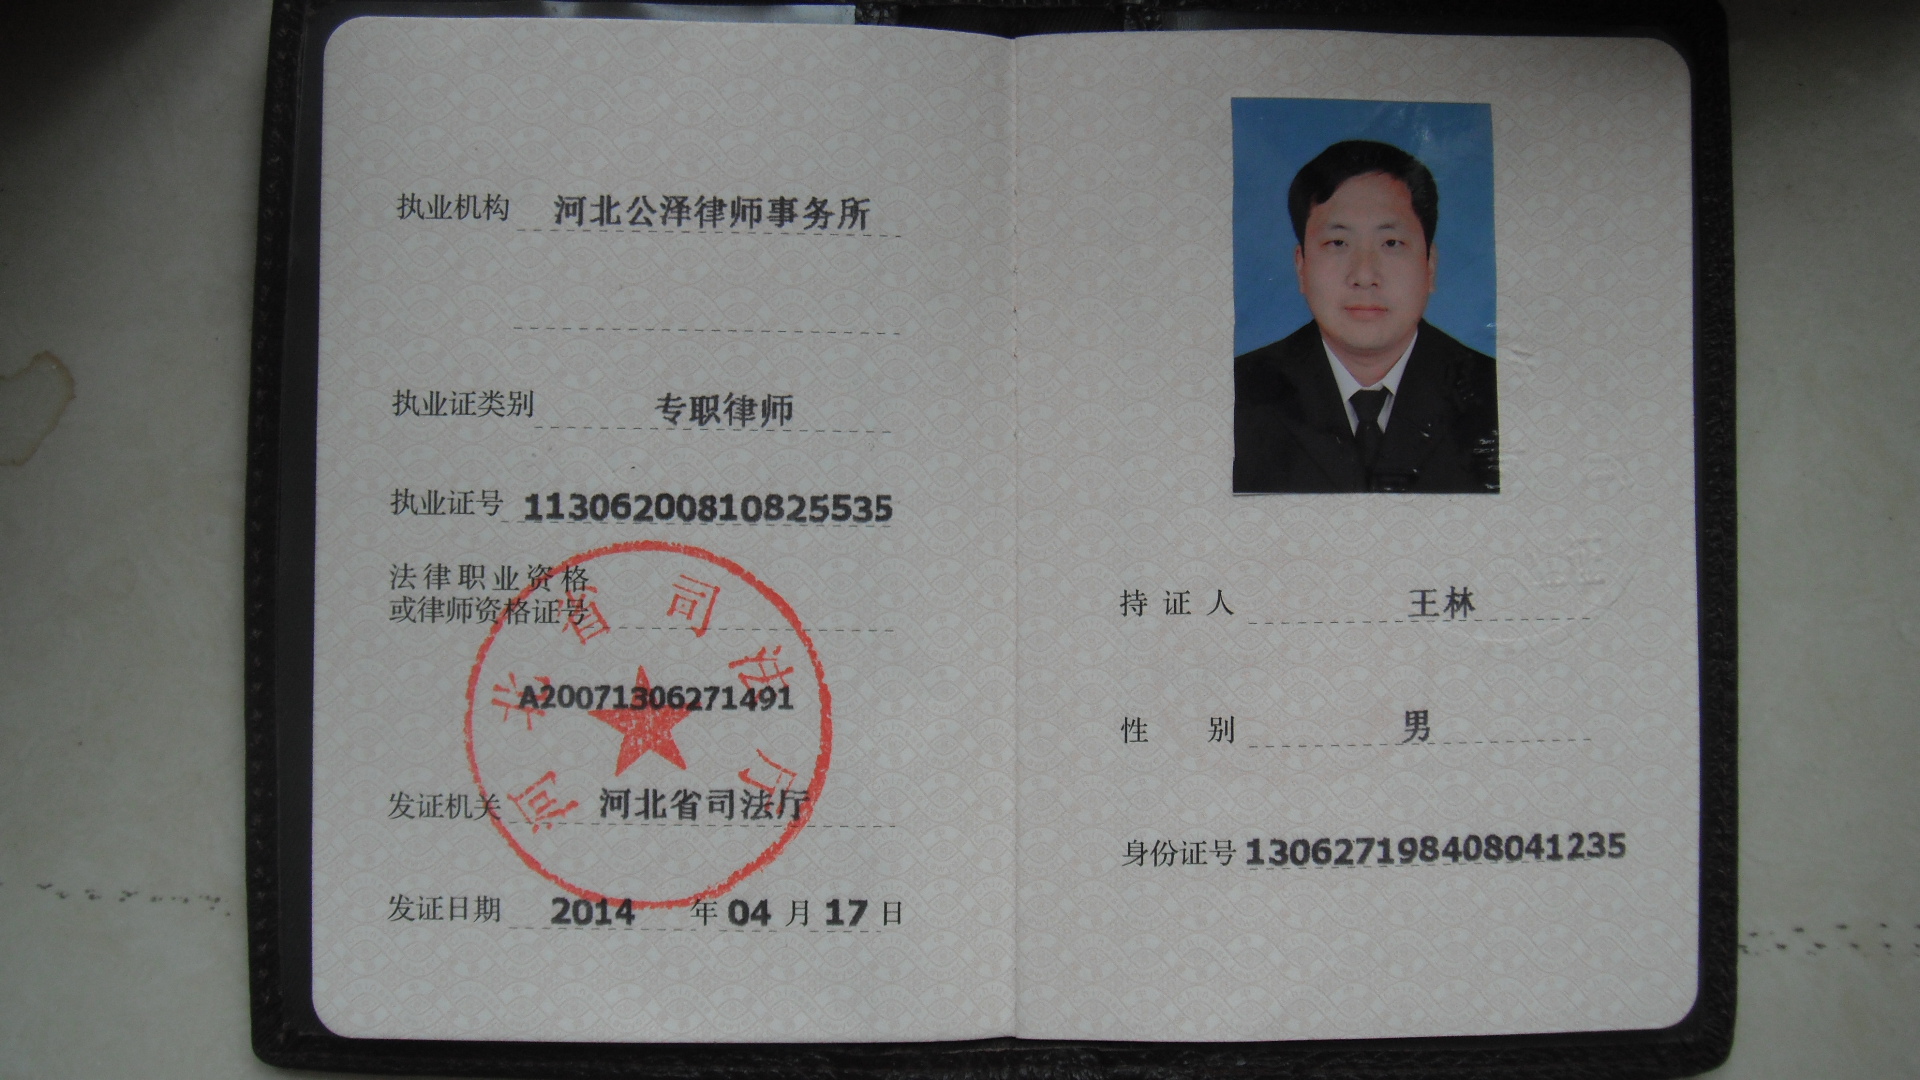 执业机构 河北公泽律师事务所
执业证类别 专职律师
执业证号 11306200810825535
法律职业资格
或律师资格证号
A20071306271491
发证机关 河北省司法厅
发证日期 2014 年 04 月 17 日
河北省司法厅
持证人 王林
性别 男
身份证号 130627198408041235